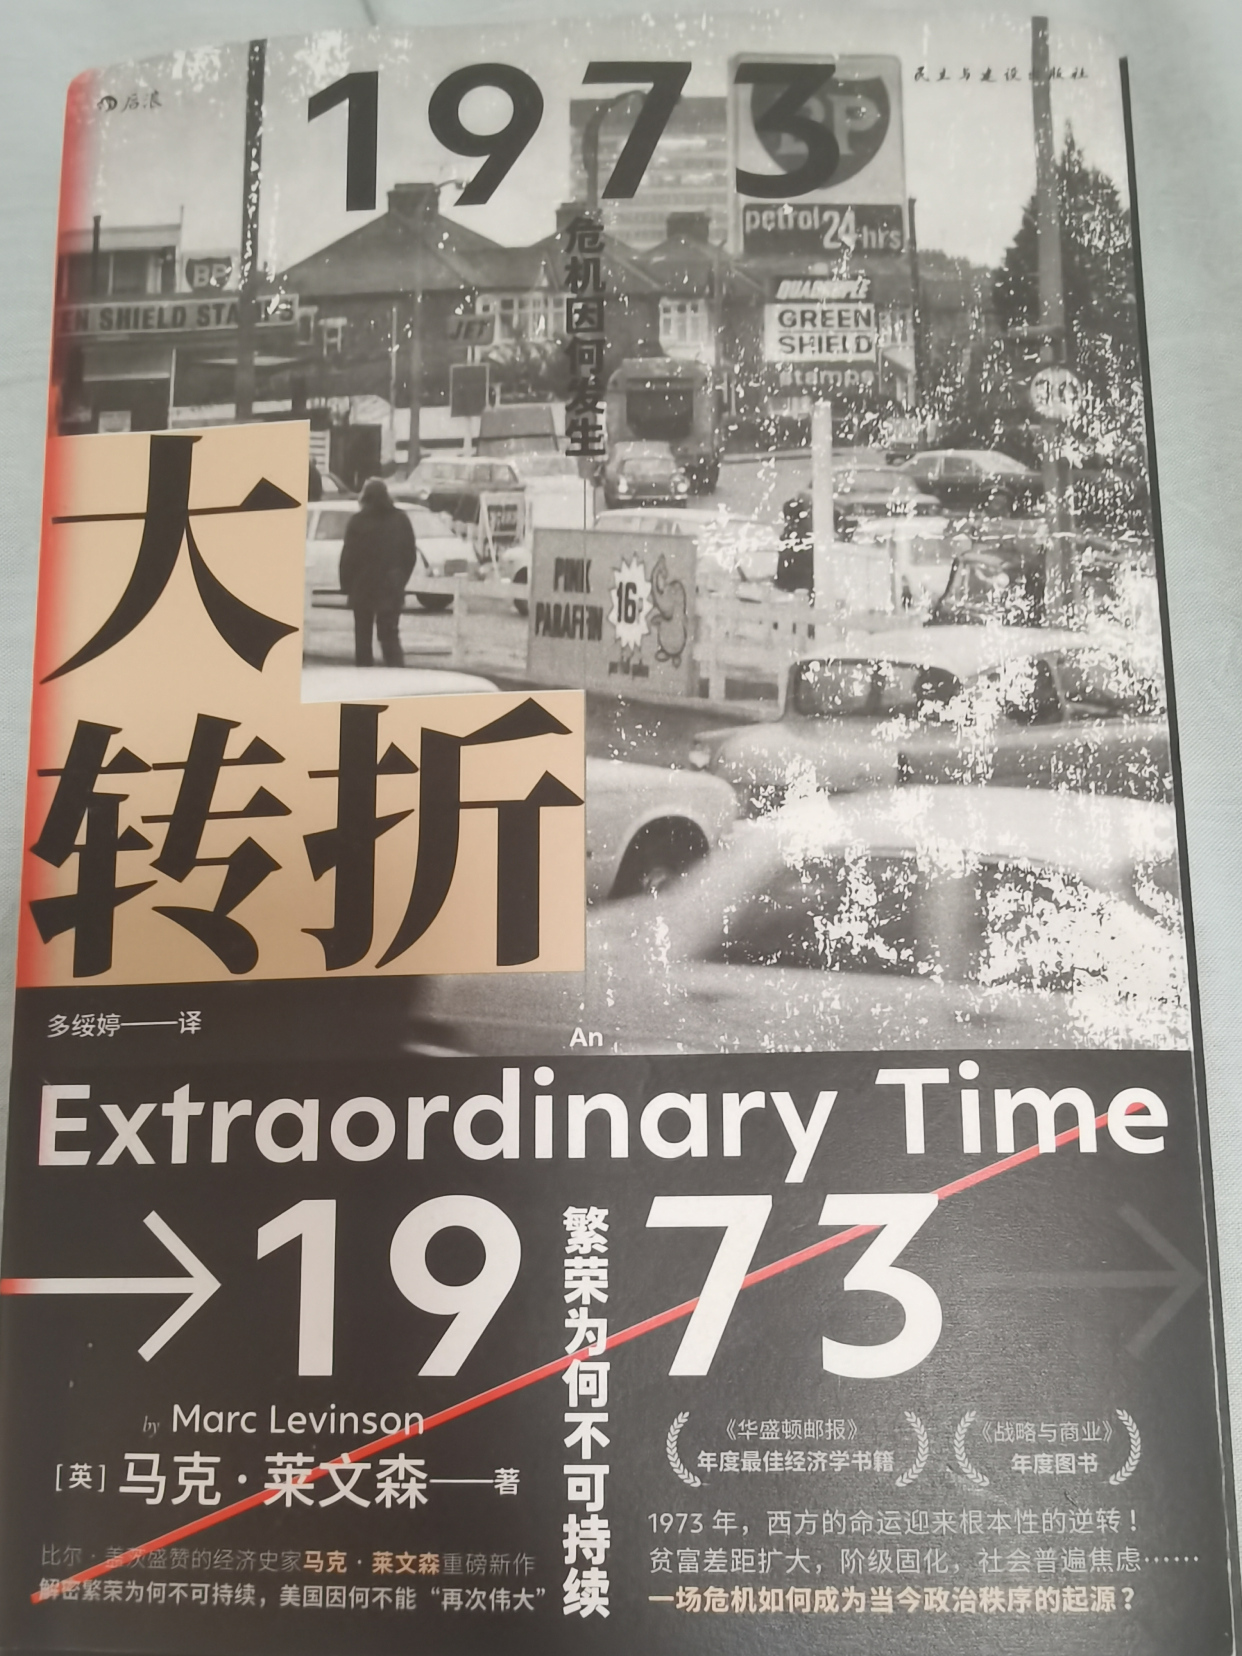 后浪
民主与建设出版社
1973
BP
petrol 24-hrs
QUADRUPLE
GREEN
SHIELD
stamps
BP
EN SHIELD STAMPS
JET
危机因何发生
30
大
转折
PINK
PARAFFIN
16
多绥婷——译
An
Extraordinary Time
→1973
繁荣为何不可持续
by Marc Levinson
[英] 马克·莱文森——著
《华盛顿邮报》
年度最佳经济学书籍
《战略与商业》
年度图书
比尔·盖茨盛赞的经济史家马克·莱文森重磅新作
解密繁荣为何不可持续，美国因何不能“再次伟大”
1973 年，西方的命运迎来根本性的逆转！
贫富差距扩大，阶级固化，社会普遍焦虑……
一场危机如何成为当今政治秩序的起源？